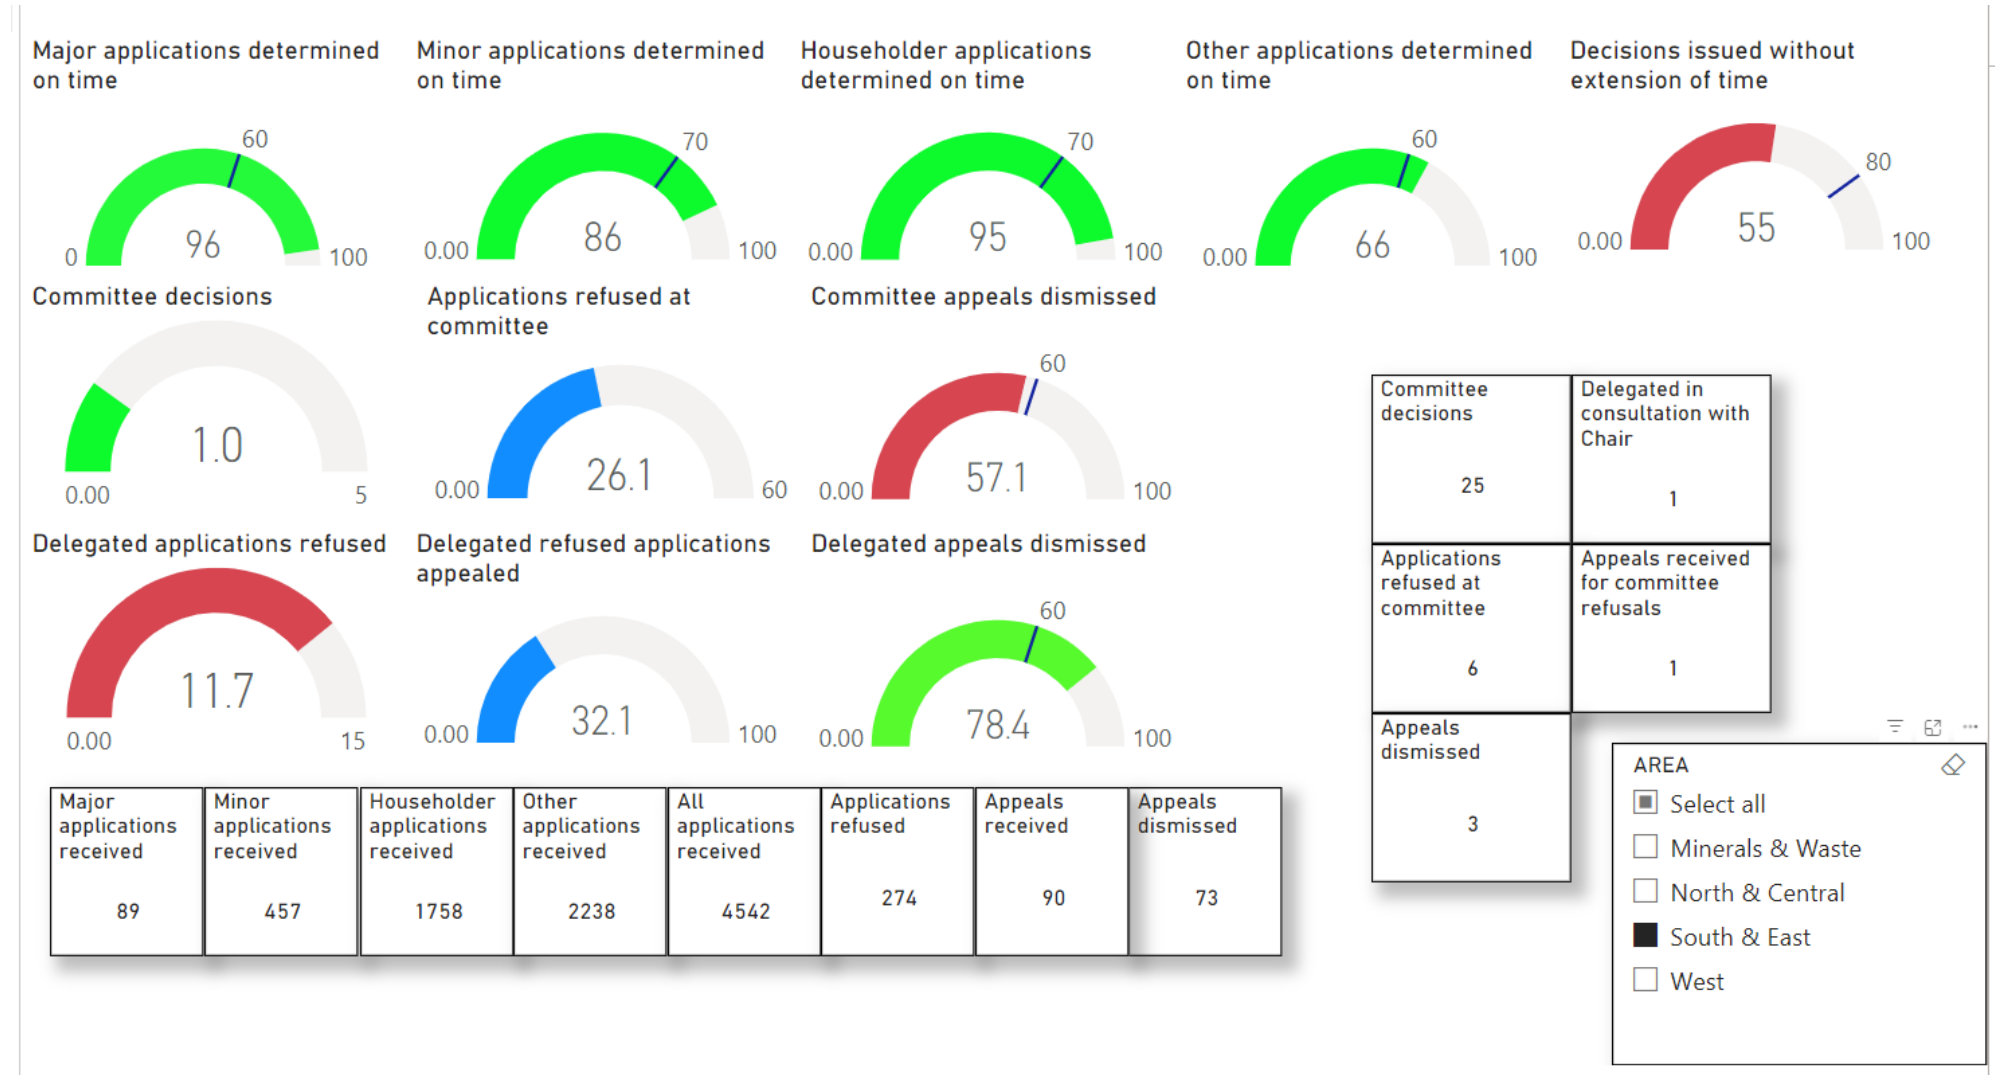 Major applications determined
on time
Minor applications determined
on time
Householder applications
determined on time
Other applications determined
on time
Decisions issued without
extension of time
60
96
0
100
70
86
0.00
100
70
95
0.00
100
60
66
0.00
100
80
55
0.00
100
Committee decisions
Applications refused at
committee
Committee appeals dismissed
1.0
0.00
5
26.1
0.00
60
60
57.1
0.00
100
Delegated applications refused
Delegated refused applications
appealed
Delegated appeals dismissed
11.7
0.00
15
32.1
0.00
100
60
78.4
0.00
100
Committee
decisions
25
Delegated in
consultation with
Chair
1
Applications
refused at
committee
6
Appeals received
for committee
refusals
1
Appeals
dismissed
3
Major
applications
received
89
Minor
applications
received
457
Householder
applications
received
1758
Other
applications
received
2238
All
applications
received
4542
Applications
refused
274
Appeals
received
90
Appeals
dismissed
73
AREA
Select all
Minerals & Waste
North & Central
South & East
West